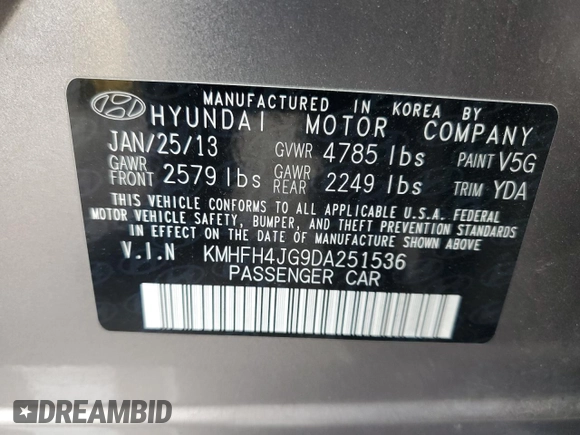 MANUFACTURED IN KOREA BY
HYUNDAI MOTOR COMPANY
JAN/25/13 GVWR 4785 lbs PAINT V5G
GAWR FRONT 2579 lbs GAWR REAR 2249 lbs TRIM YDA
THIS VEHICLE CONFORMS TO ALL APPLICABLE U.S.A. FEDERAL
MOTOR VEHICLE SAFETY, BUMPER, AND THEFT PREVENTION STANDARDS
IN EFFECT ON THE DATE OF MANUFACTURE SHOWN ABOVE.
V.I.N KMHFH4JG9DA251536
PASSENGER CAR
DREAMBID